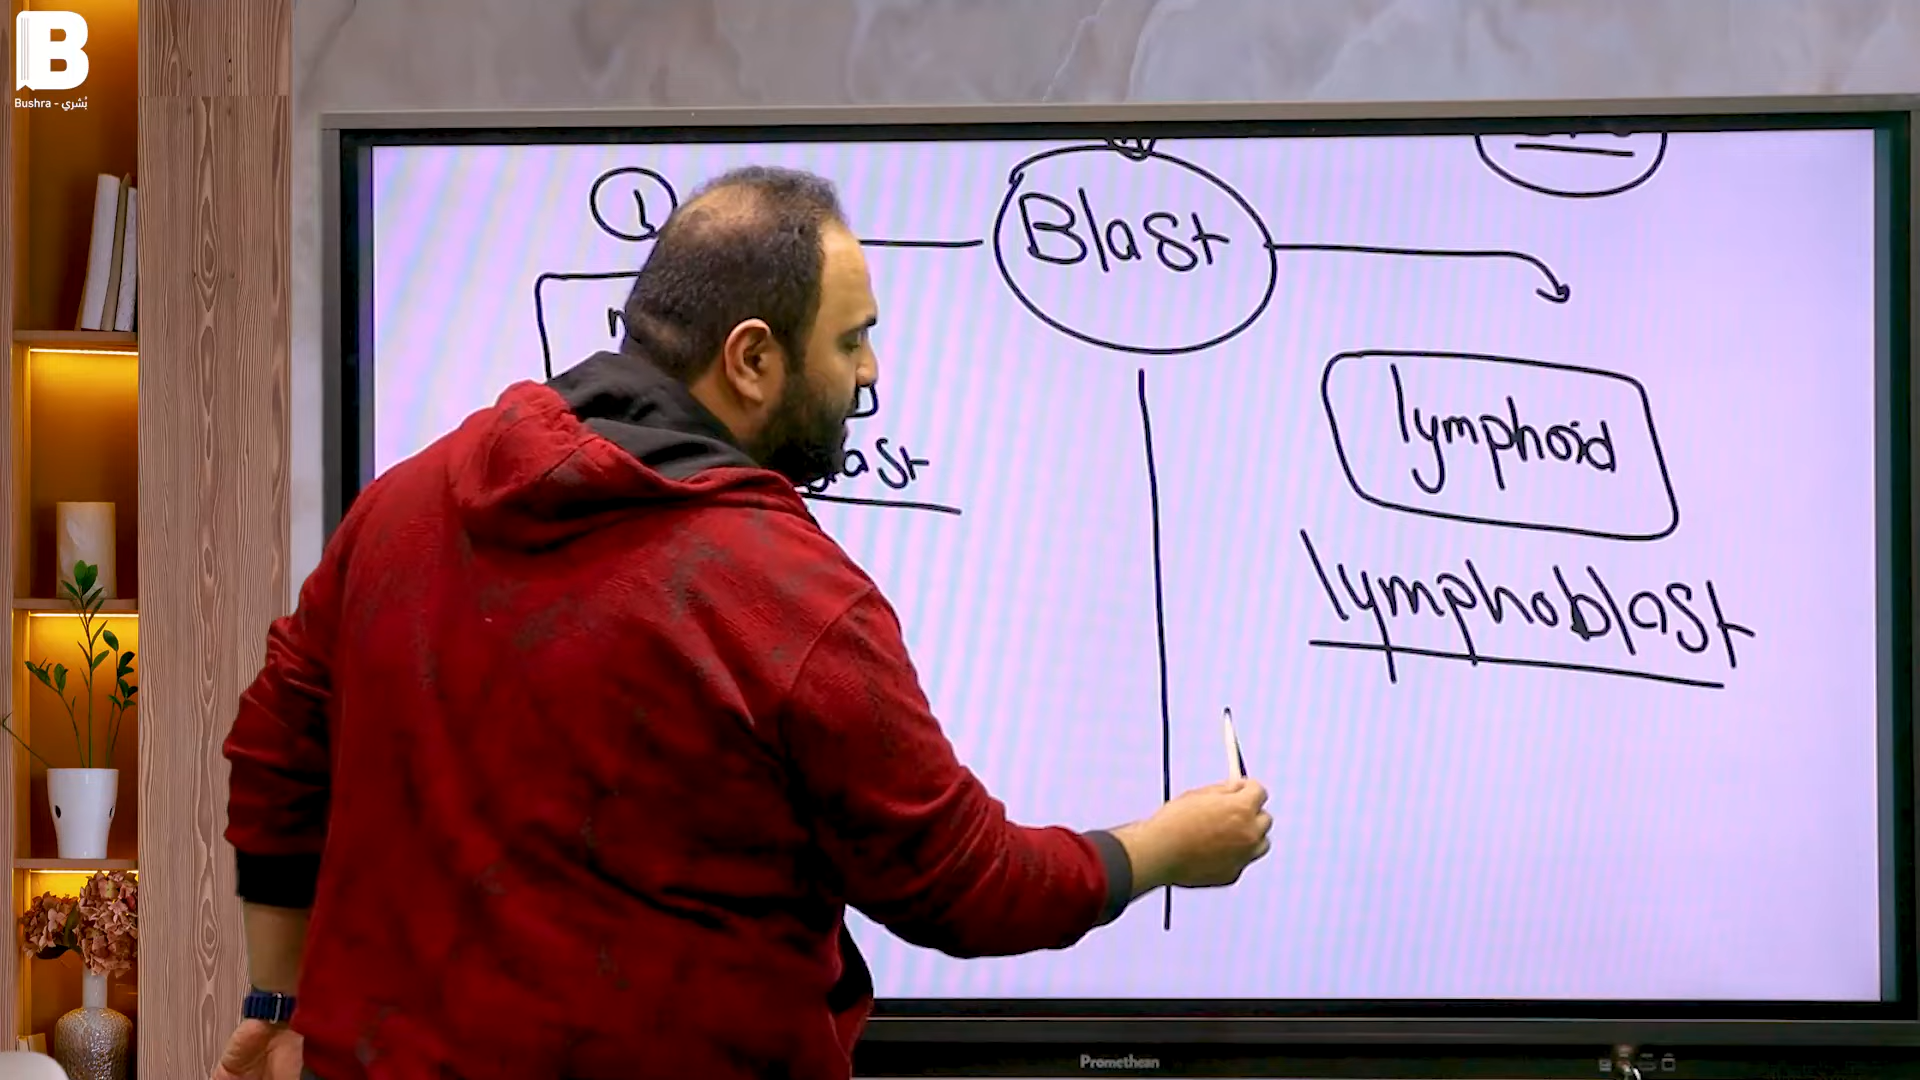 B
Bushra - بُشري
1
Blast
lymphoid
lymphoblast
Promethean